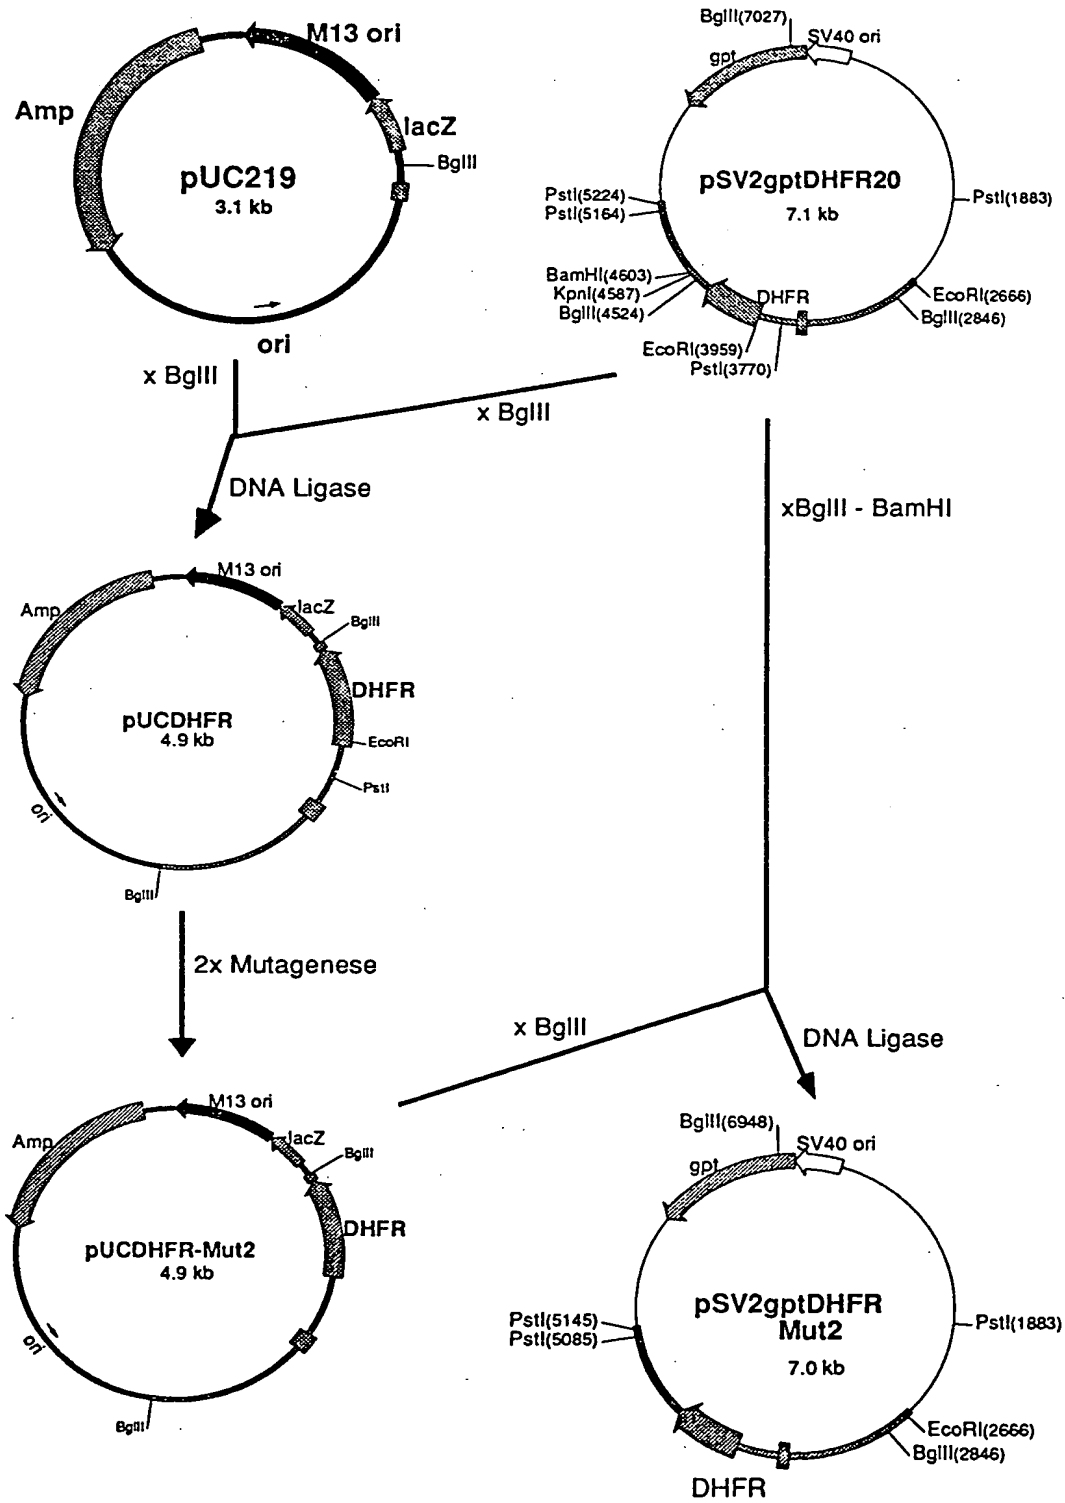 M13 ori
Amp
lacZ
BglII
pUC219
3.1 kb
ori
BglII(7027)
SV40 ori
gpt
pSV2gptDHFR20
7.1 kb
PstI(1883)
PstI(5224)
PstI(5164)
BamHI(4603)
KpnI(4587)
BglII(4524)
DHFR
EcoRI(2666)
BglII(2846)
EcoRI(3959)
PstI(3770)
x BglII
x BglII
DNA Ligase
xBglII - BamHI
M13 ori
Amp
lacZ
BglII
DHFR
pUCDHFR
4.9 kb
EcoRI
PstI
ori
BglII
2x Mutagenese
x BglII
DNA Ligase
M13 ori
Amp
lacZ
BglII
DHFR
pUCDHFR-Mut2
4.9 kb
ori
BglII
BglII(6948)
SV40 ori
gpt
pSV2gptDHFR
Mut2
7.0 kb
PstI(1883)
PstI(5145)
PstI(5085)
EcoRI(2666)
BglII(2846)
DHFR